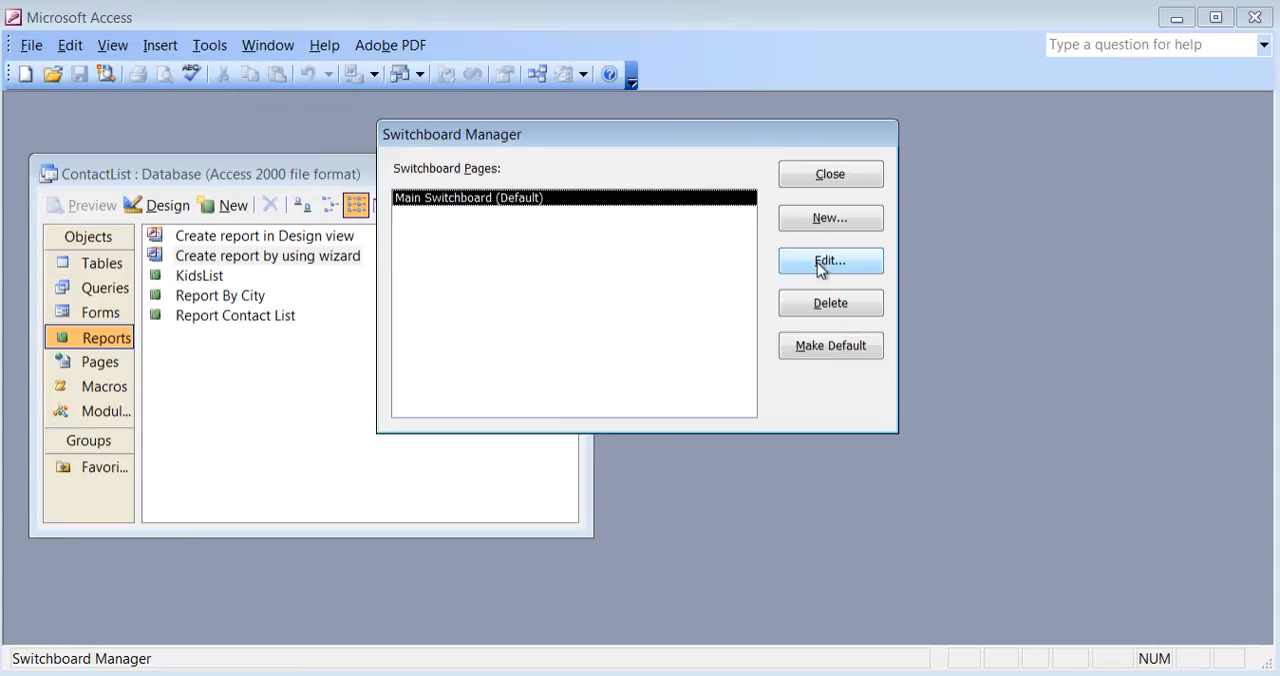 Microsoft Access
File Edit View Insert Tools Window Help Adobe PDF
Type a question for help
Switchboard Manager
Switchboard Pages:
Main Switchboard (Default)
Close
New...
Edit...
Delete
Make Default
ContactList : Database (Access 2000 file format)
Preview Design New
Objects
Tables
Queries
Forms
Reports
Pages
Macros
Modul...
Groups
Favori...
Create report in Design view
Create report by using wizard
KidsList
Report By City
Report Contact List
Switchboard Manager
NUM